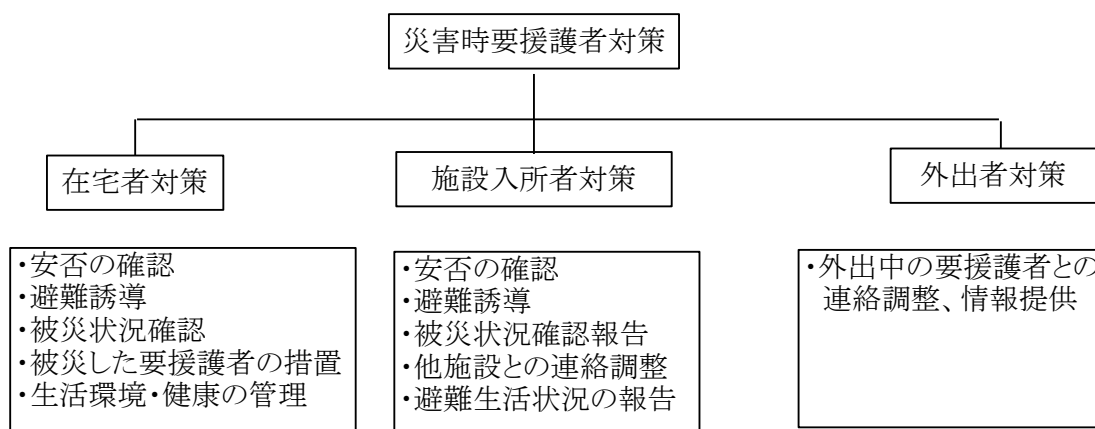 災害時要援護者対策
在宅者対策
施設入所者対策
外出者対策
・安否の確認
・避難誘導
・被災状況確認
・被災した要援護者の措置
・生活環境・健康の管理
・安否の確認
・避難誘導
・被災状況確認報告
・他施設との連絡調整
・避難生活状況の報告
・外出中の要援護者との
連絡調整、情報提供